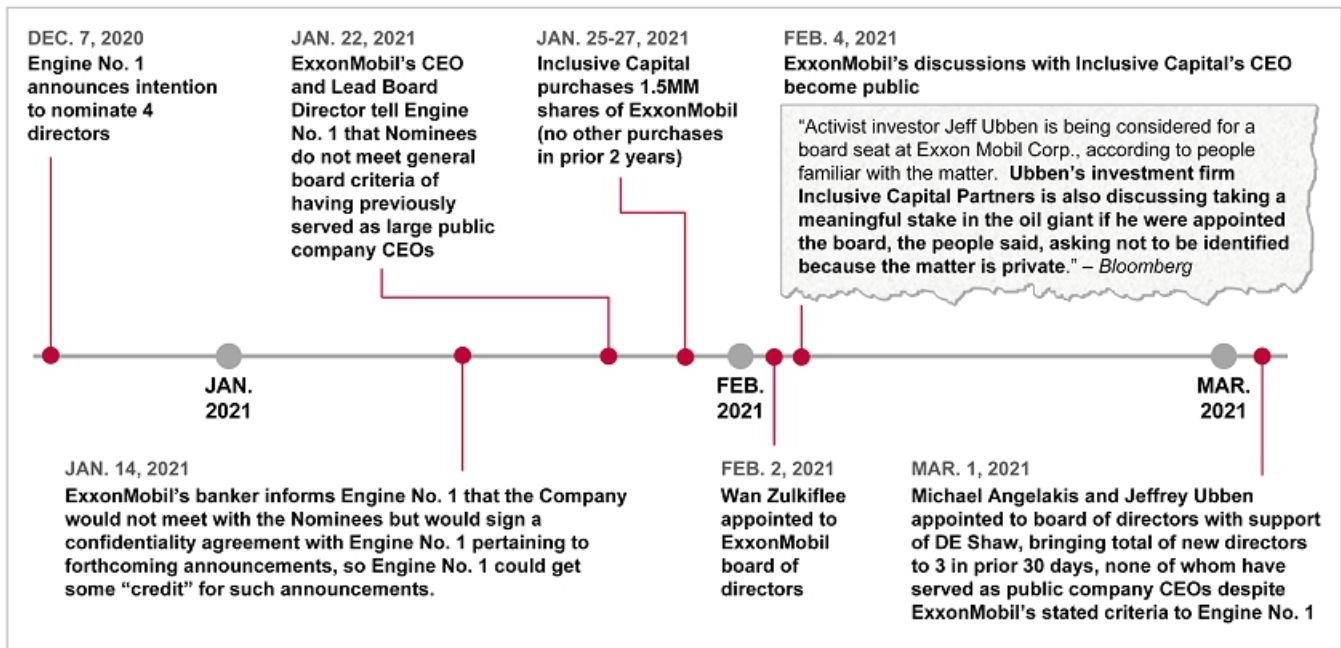 DEC. 7, 2020
Engine No. 1
announces intention
to nominate 4
directors
JAN. 22, 2021
ExxonMobil’s CEO
and Lead Board
Director tell Engine
No. 1 that Nominees
do not meet general
board criteria of
having previously
served as large public
company CEOs
JAN. 25-27, 2021
Inclusive Capital
purchases 1.5MM
shares of ExxonMobil
(no other purchases
in prior 2 years)
FEB. 4, 2021
ExxonMobil’s discussions with Inclusive Capital’s CEO
become public
“Activist investor Jeff Ubben is being considered for a
board seat at Exxon Mobil Corp., according to people
familiar with the matter. Ubben’s investment firm
Inclusive Capital Partners is also discussing taking a
meaningful stake in the oil giant if he were appointed
the board, the people said, asking not to be identified
because the matter is private.” – Bloomberg
JAN.
2021
FEB.
2021
MAR.
2021
JAN. 14, 2021
ExxonMobil’s banker informs Engine No. 1 that the Company
would not meet with the Nominees but would sign a
confidentiality agreement with Engine No. 1 pertaining to
forthcoming announcements, so Engine No. 1 could get
some “credit” for such announcements.
FEB. 2, 2021
Wan Zulkiflee
appointed to
ExxonMobil
board of
directors
MAR. 1, 2021
Michael Angelakis and Jeffrey Ubben
appointed to board of directors with support
of DE Shaw, bringing total of new directors
to 3 in prior 30 days, none of whom have
served as public company CEOs despite
ExxonMobil’s stated criteria to Engine No. 1